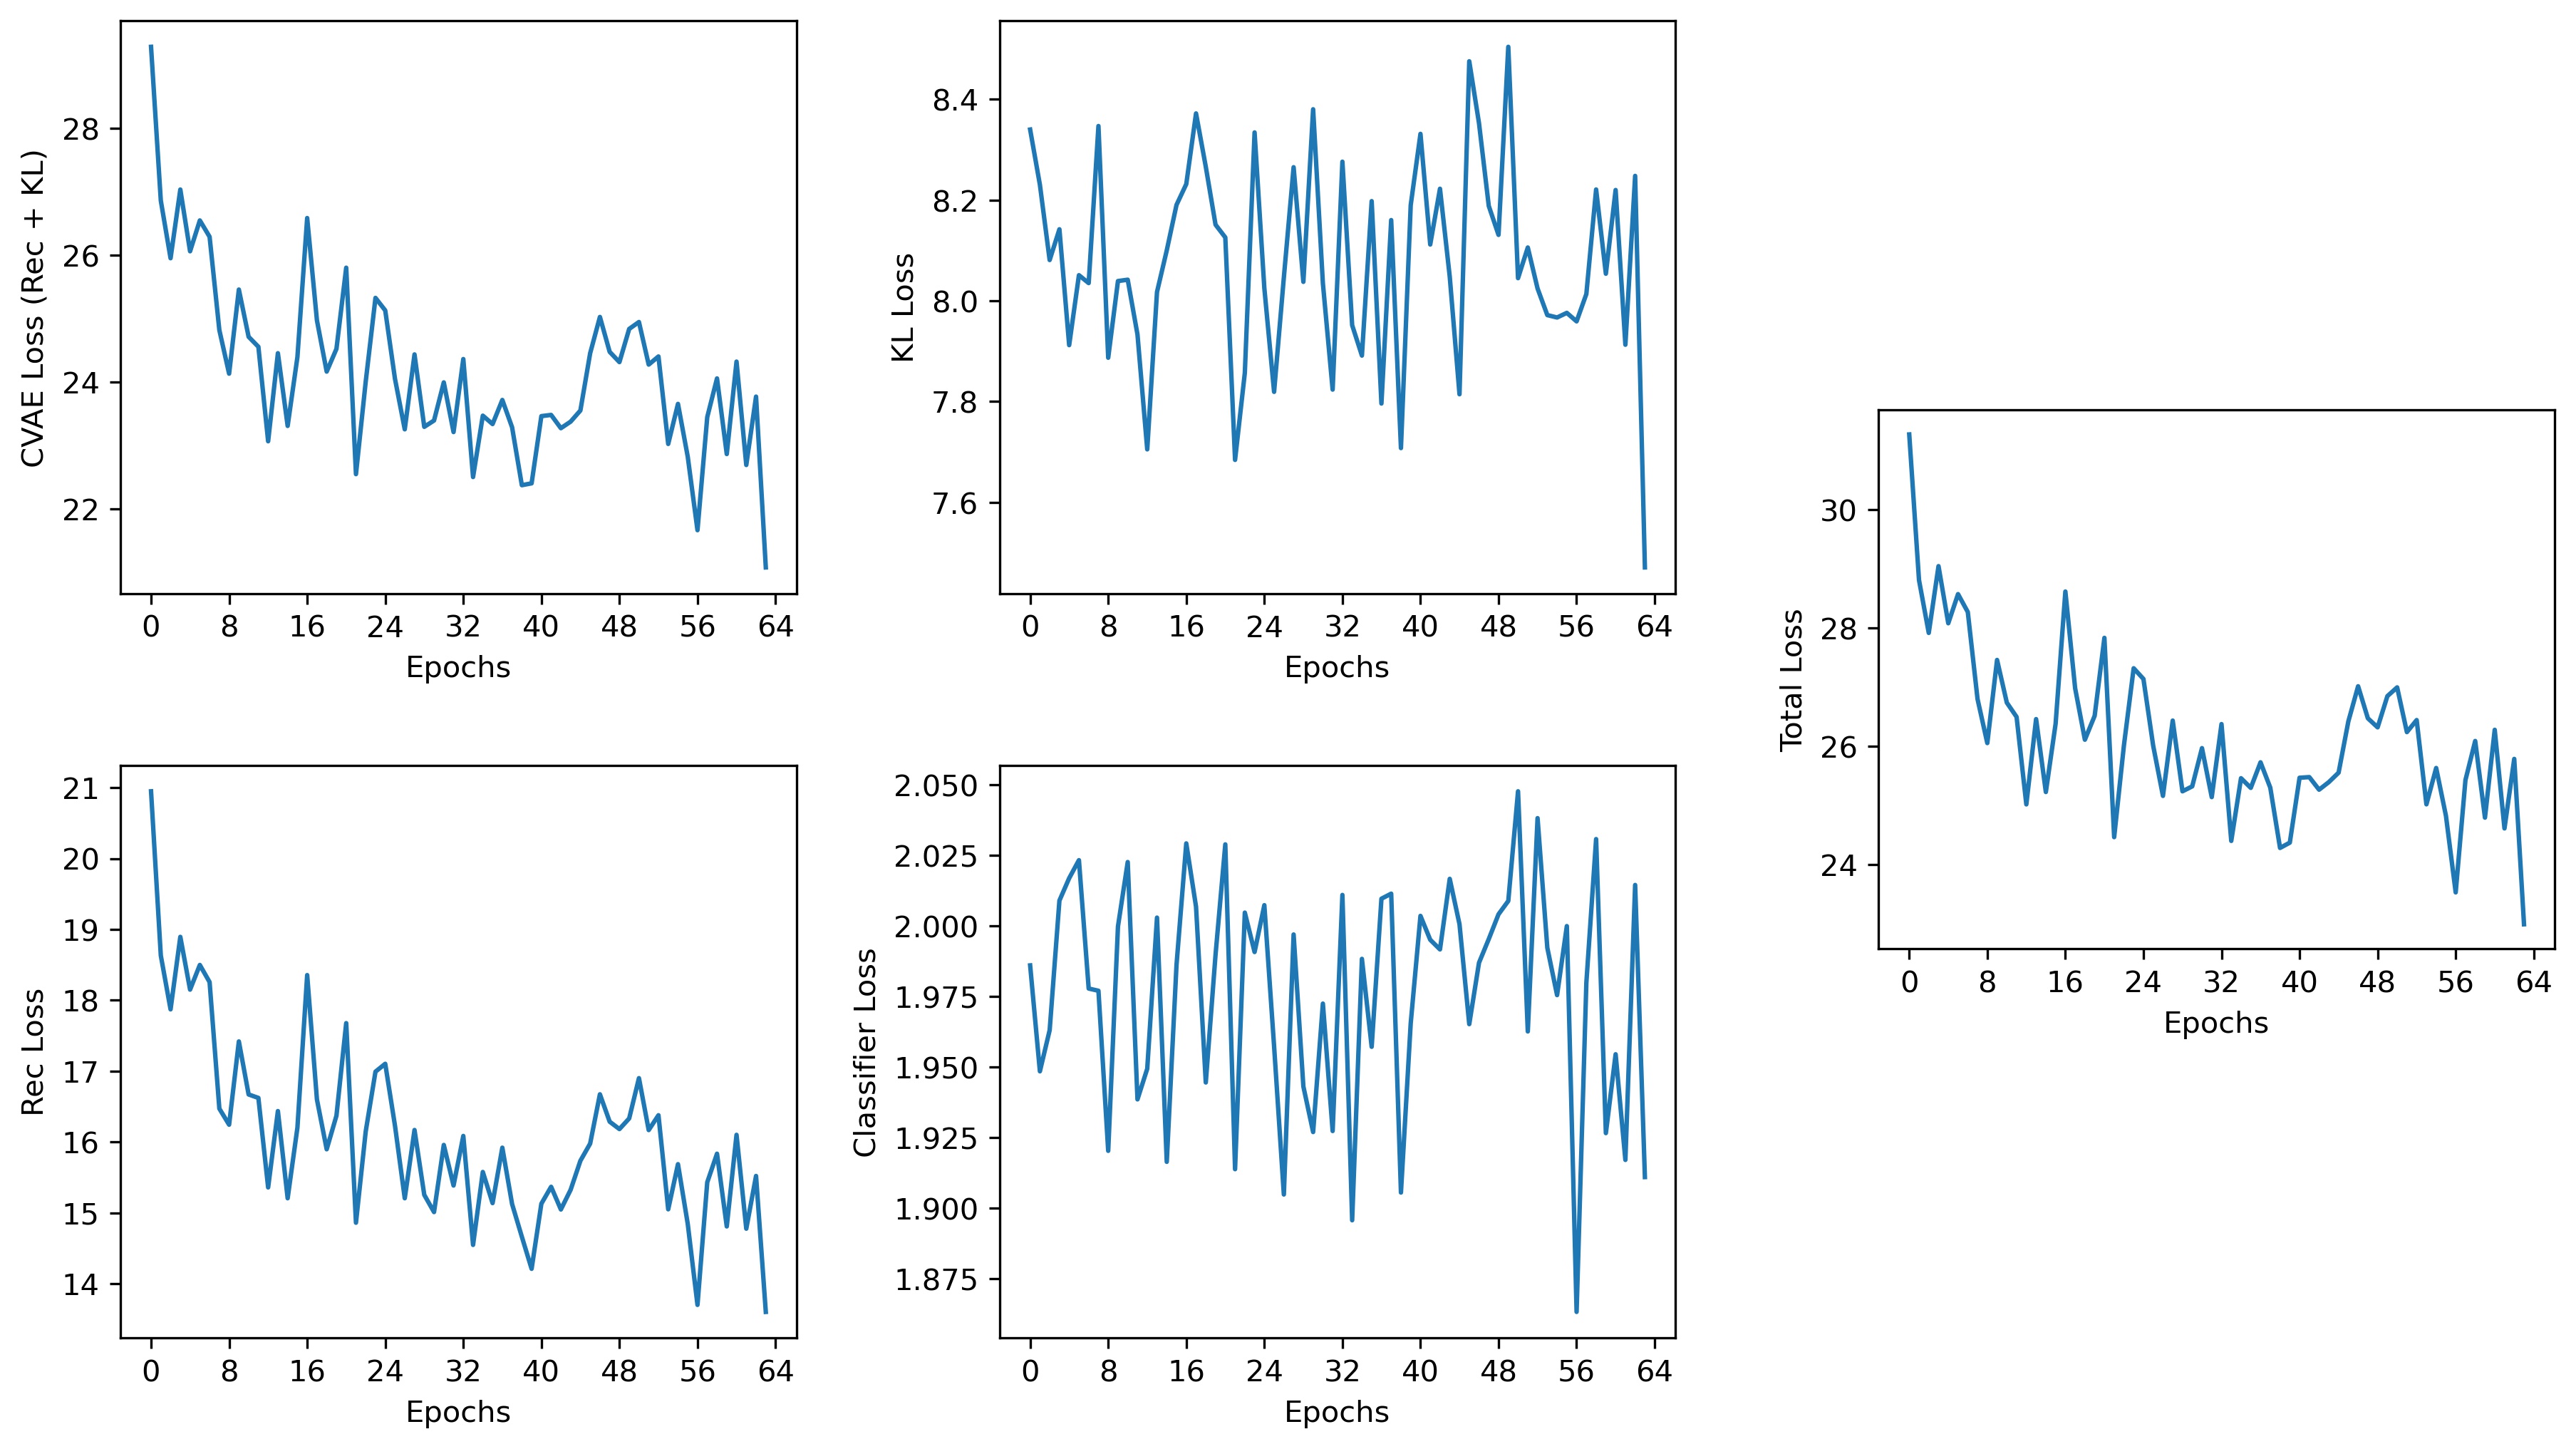 CVAE Loss (Rec + KL)
28
26
24
22
0 8 16 24 32 40 48 56 64
Epochs
KL Loss
8.4
8.2
8.0
7.8
7.6
0 8 16 24 32 40 48 56 64
Epochs
Rec Loss
21
20
19
18
17
16
15
14
0 8 16 24 32 40 48 56 64
Epochs
Classifier Loss
2.050
2.025
2.000
1.975
1.950
1.925
1.900
1.875
0 8 16 24 32 40 48 56 64
Epochs
Total Loss
30
28
26
24
0 8 16 24 32 40 48 56 64
Epochs